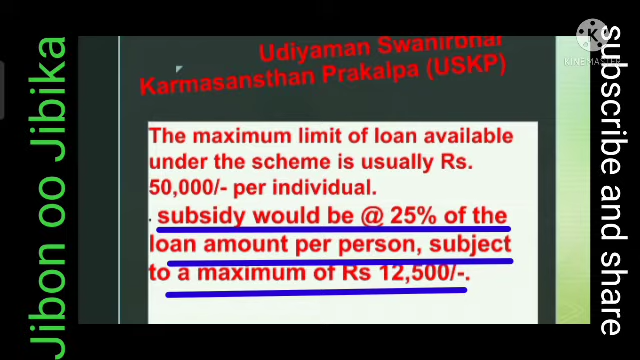 Jibon oo Jibika
Udiyaman Swanirbhar
Karmasansthan Prakalpa (USKP)
The maximum limit of loan available
under the scheme is usually Rs.
50,000/- per individual.
subsidy would be @ 25% of the
loan amount per person, subject
to a maximum of Rs 12,500/-.
KINEMASTER
subscribe and share